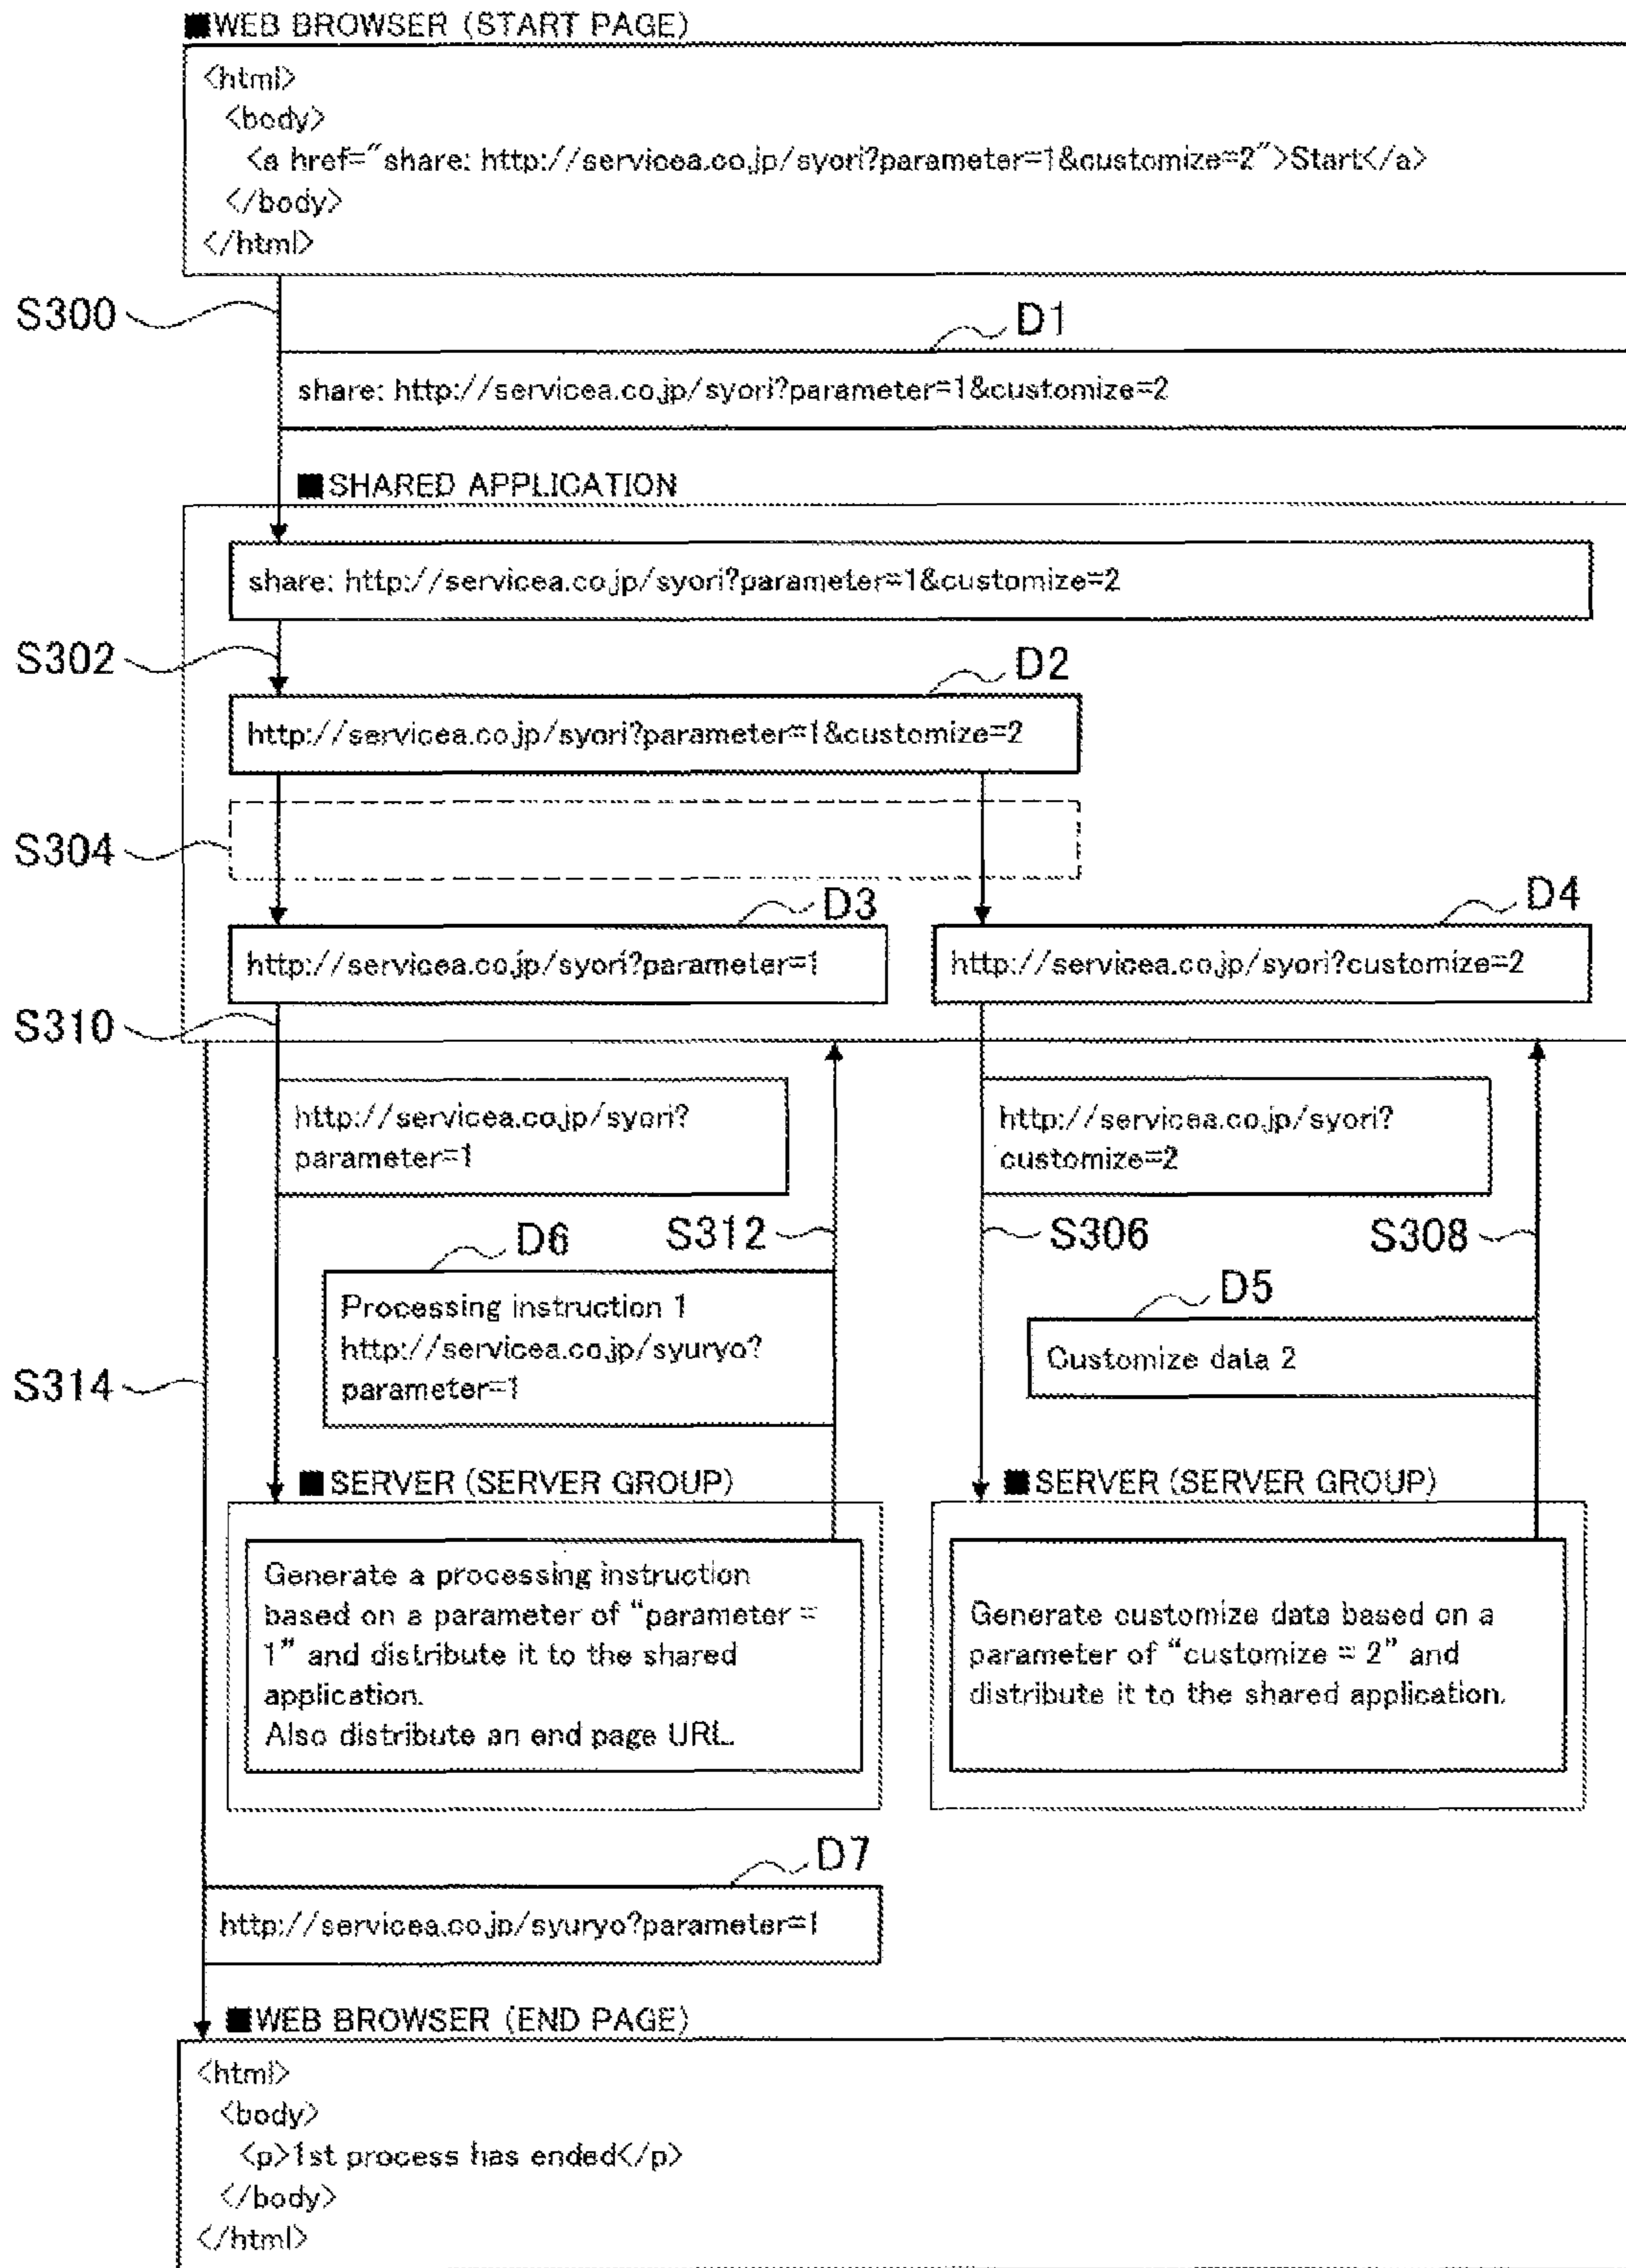 ■WEB BROWSER (START PAGE)
<html>
<body>
<a href="share: http://servicea.co.jp/syori?parameter=1&customize=2">Start</a>
</body>
</html>
S300
D1
share: http://servicea.co.jp/syori?parameter=1&customize=2
■SHARED APPLICATION
share: http://servicea.co.jp/syori?parameter=1&customize=2
S302
D2
http://servicea.co.jp/syori?parameter=1&customize=2
S304
D3
D4
http://servicea.co.jp/syori?parameter=1
http://servicea.co.jp/syori?customize=2
S310
http://servicea.co.jp/syori?
parameter=1
http://servicea.co.jp/syori?
customize=2
D6
S312
S306
S308
Processing instruction 1
http://servicea.co.jp/syuryo?
parameter=1
D5
Customize data 2
S314
■SERVER (SERVER GROUP)
■SERVER (SERVER GROUP)
Generate a processing instruction
based on a parameter of “parameter =
1” and distribute it to the shared
application.
Also distribute an end page URL.
Generate customize data based on a
parameter of “customize = 2” and
distribute it to the shared application.
D7
http://servicea.co.jp/syuryo?parameter=1
■WEB BROWSER (END PAGE)
<html>
<body>
<p>1st process has ended</p>
</body>
</html>